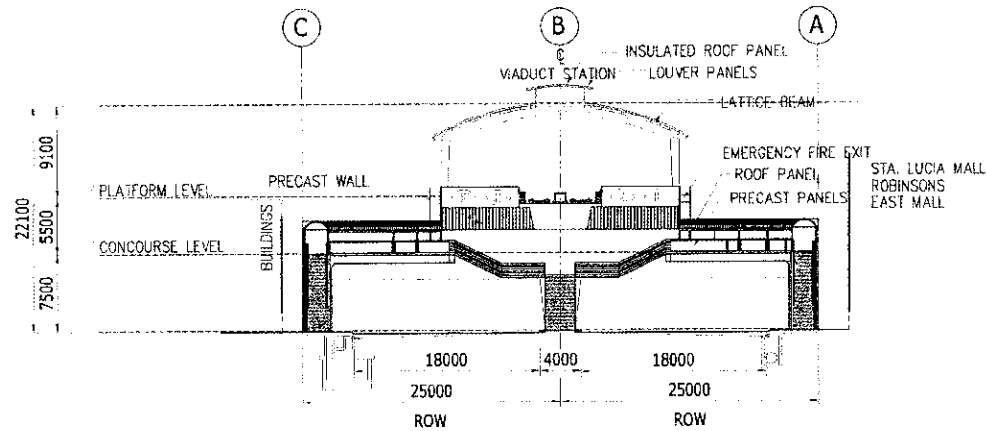 C
B
A
℄
VIADUCT STATION
INSULATED ROOF PANEL
LOUVER PANELS
LATTICE BEAM
EMERGENCY FIRE EXIT
ROOF PANEL
PRECAST PANELS
STA. LUCIA MALL
ROBINSONS
EAST MALL
PRECAST WALL
PLATFORM LEVEL
CONCOURSE LEVEL
BUILDINGS
22100
9100
5500
7500
18000
4000
18000
25000
25000
ROW
ROW